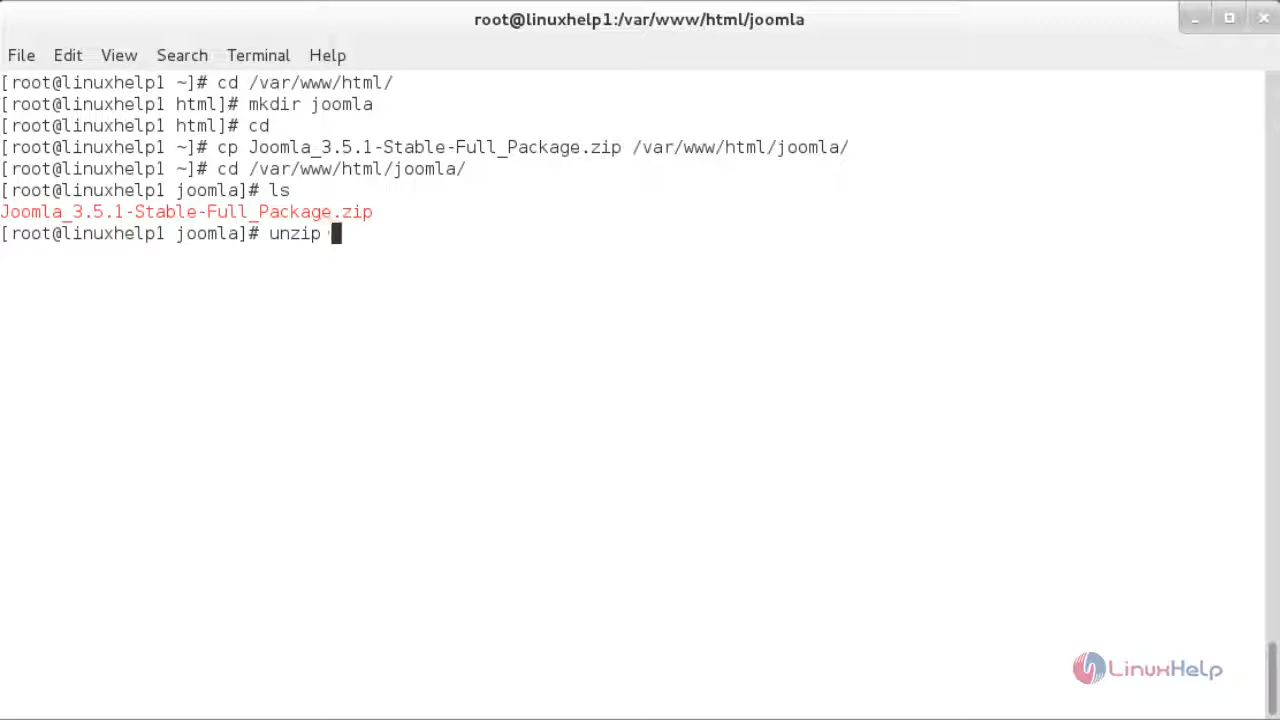 root@linuxhelp1:/var/www/html/joomla
File Edit View Search Terminal Help
[root@linuxhelp1 ~]# cd /var/www/html/
[root@linuxhelp1 html]# mkdir joomla
[root@linuxhelp1 html]# cd
[root@linuxhelp1 ~]# cp Joomla_3.5.1-Stable-Full_Package.zip /var/www/html/joomla/
[root@linuxhelp1 ~]# cd /var/www/html/joomla/
[root@linuxhelp1 joomla]# ls
Joomla_3.5.1-Stable-Full_Package.zip
[root@linuxhelp1 joomla]# unzip
LinuxHelp